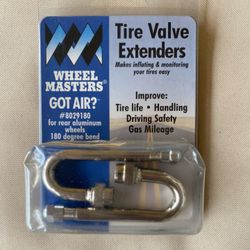 WHEEL
MASTERS®
GOT AIR?™
#8029180
for rear aluminum
wheels
180 degree bend
Tire Valve
Extenders
Makes inflating & monitoring
your tires easy
Improve:
Tire life • Handling
Driving Safety
Gas Mileage